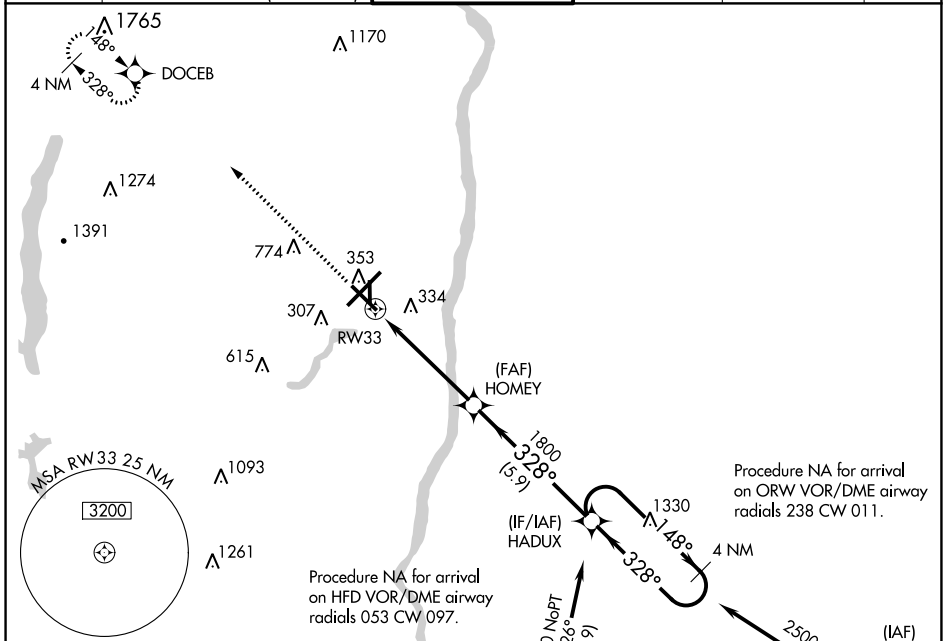 1765
1170
148°
DOCEB
4 NM
328°
1274
1391
774
353
334
307
RW33
615
(FAF)
HOMEY
1800
328°
(5.9)
MSA RW33 25 NM
3200
1093
1261
(IF/IAF)
HADUX
1330
148°
4 NM
328°
Procedure NA for arrival
on ORW VOR/DME airway
radials 238 CW 011.
Procedure NA for arrival
on HFD VOR/DME airway
radials 053 CW 097.
NoPT
2500
(IAF)